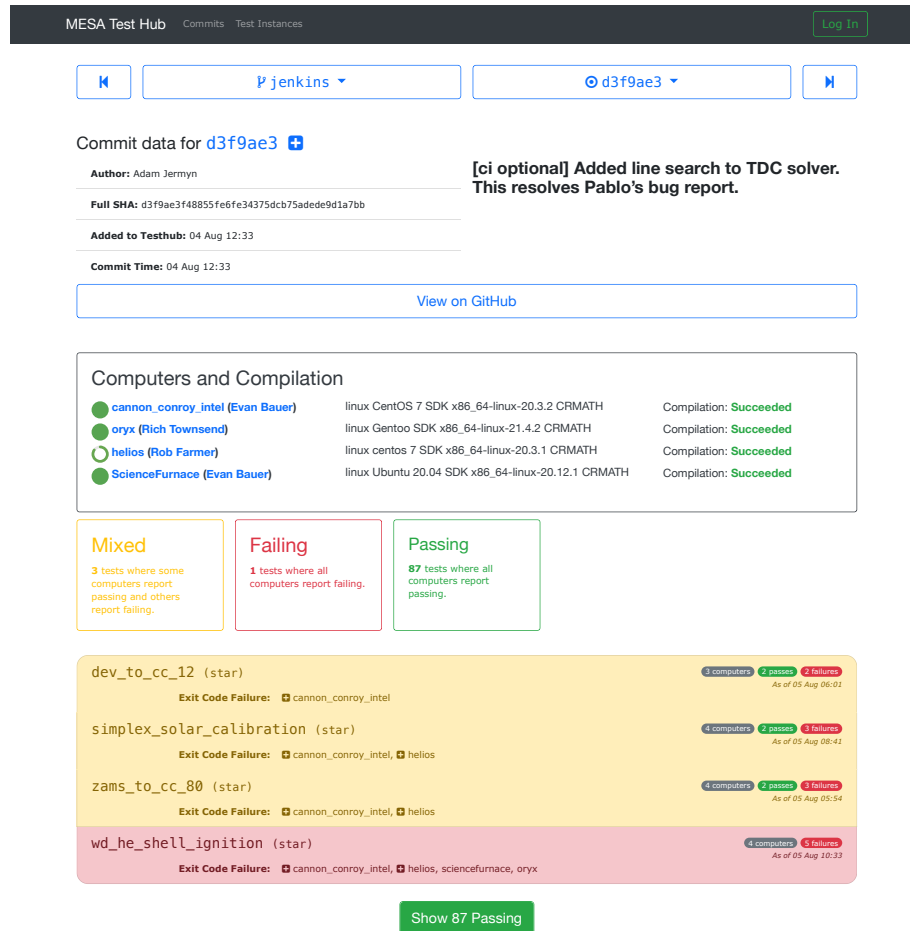 MESA Test Hub Commits Test Instances Log In
jenkins d3f9ae3
Commit data for d3f9ae3
Author: Adam Jermyn
Full SHA: d3f9ae3f48855fe6fe34375dcb75adede9d1a7bb
Added to Testhub: 04 Aug 12:33
Commit Time: 04 Aug 12:33
[ci optional] Added line search to TDC solver.
This resolves Pablo’s bug report.
View on GitHub
Computers and Compilation
cannon_conroy_intel (Evan Bauer) linux CentOS 7 SDK x86_64-linux-20.3.2 CRMATH Compilation: Succeeded
oryx (Rich Townsend) linux Gentoo SDK x86_64-linux-21.4.2 CRMATH Compilation: Succeeded
helios (Rob Farmer) linux centos 7 SDK x86_64-linux-20.3.1 CRMATH Compilation: Succeeded
ScienceFurnace (Evan Bauer) linux Ubuntu 20.04 SDK x86_64-linux-20.12.1 CRMATH Compilation: Succeeded
Mixed
3 tests where some
computers report
passing and others
report failing.
Failing
1 tests where all
computers report failing.
Passing
87 tests where all
computers report
passing.
dev_to_cc_12 (star) 3 computers 2 passes 2 failures
As of 05 Aug 06:01
Exit Code Failure: cannon_conroy_intel
simplex_solar_calibration (star) 4 computers 2 passes 3 failures
As of 05 Aug 08:41
Exit Code Failure: cannon_conroy_intel, helios
zams_to_cc_80 (star) 4 computers 2 passes 3 failures
As of 05 Aug 05:54
Exit Code Failure: cannon_conroy_intel, helios
wd_he_shell_ignition (star) 4 computers 5 failures
As of 05 Aug 10:33
Exit Code Failure: cannon_conroy_intel, helios, sciencefurnace, oryx
Show 87 Passing